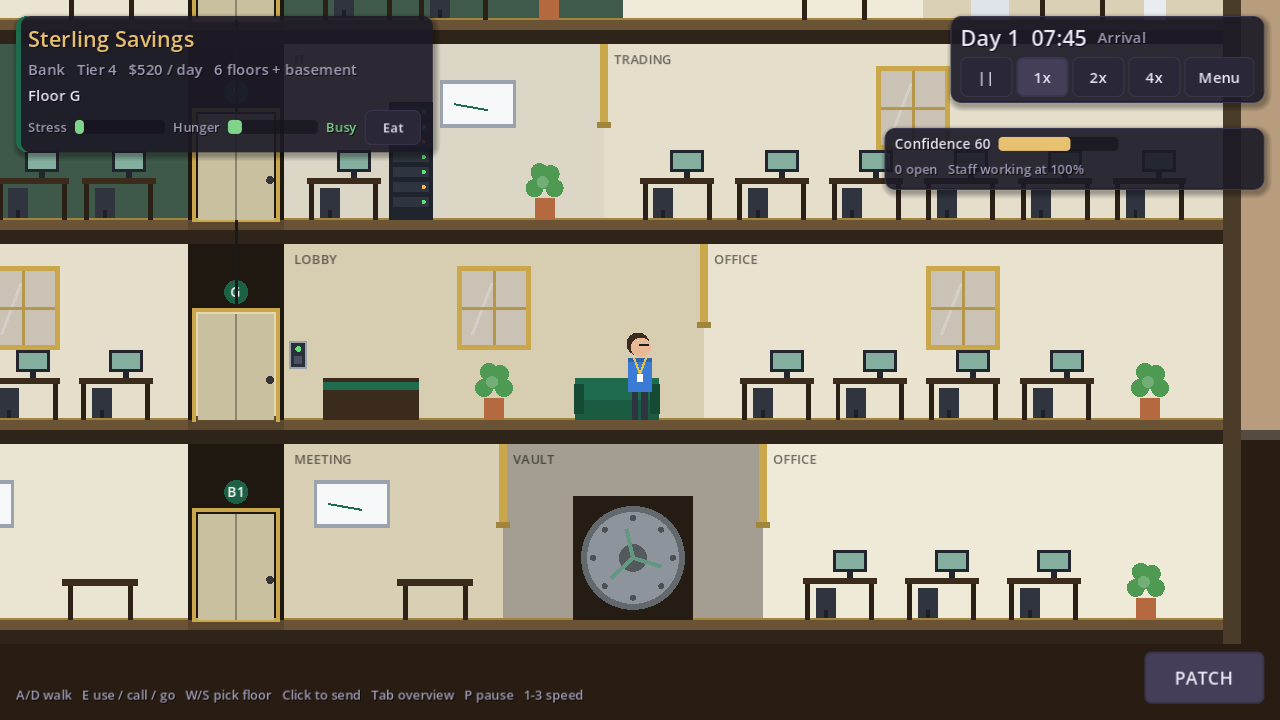 Sterling Savings
Bank Tier 4 $520 / day 6 floors + basement
Floor G
Stress Hunger Busy Eat
Day 1 07:45 Arrival
|| 1x 2x 4x Menu
Confidence 60
0 open Staff working at 100%
TRADING
G
LOBBY
OFFICE
B1
MEETING
VAULT
OFFICE
A/D walk E use / call / go W/S pick floor Click to send Tab overview P pause 1-3 speed
PATCH